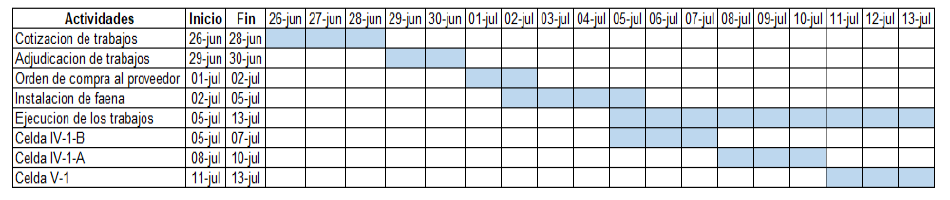 Actividades Inicio Fin 26-jun 27-jun 28-jun 29-jun 30-jun 01-jul 02-jul 03-jul 04-jul 05-jul 06-jul 07-jul 08-jul 09-jul 10-jul 11-jul 12-jul 13-jul
Cotizacion de trabajos 26-jun 28-jun
Adjudicacion de trabajos 29-jun 30-jun
Orden de compra al proveedor 01-jul 02-jul
Instalacion de faena 02-jul 05-jul
Ejecucion de los trabajos 05-jul 13-jul
Celda IV-1-B 05-jul 07-jul
Celda IV-1-A 08-jul 10-jul
Celda V-1 11-jul 13-jul